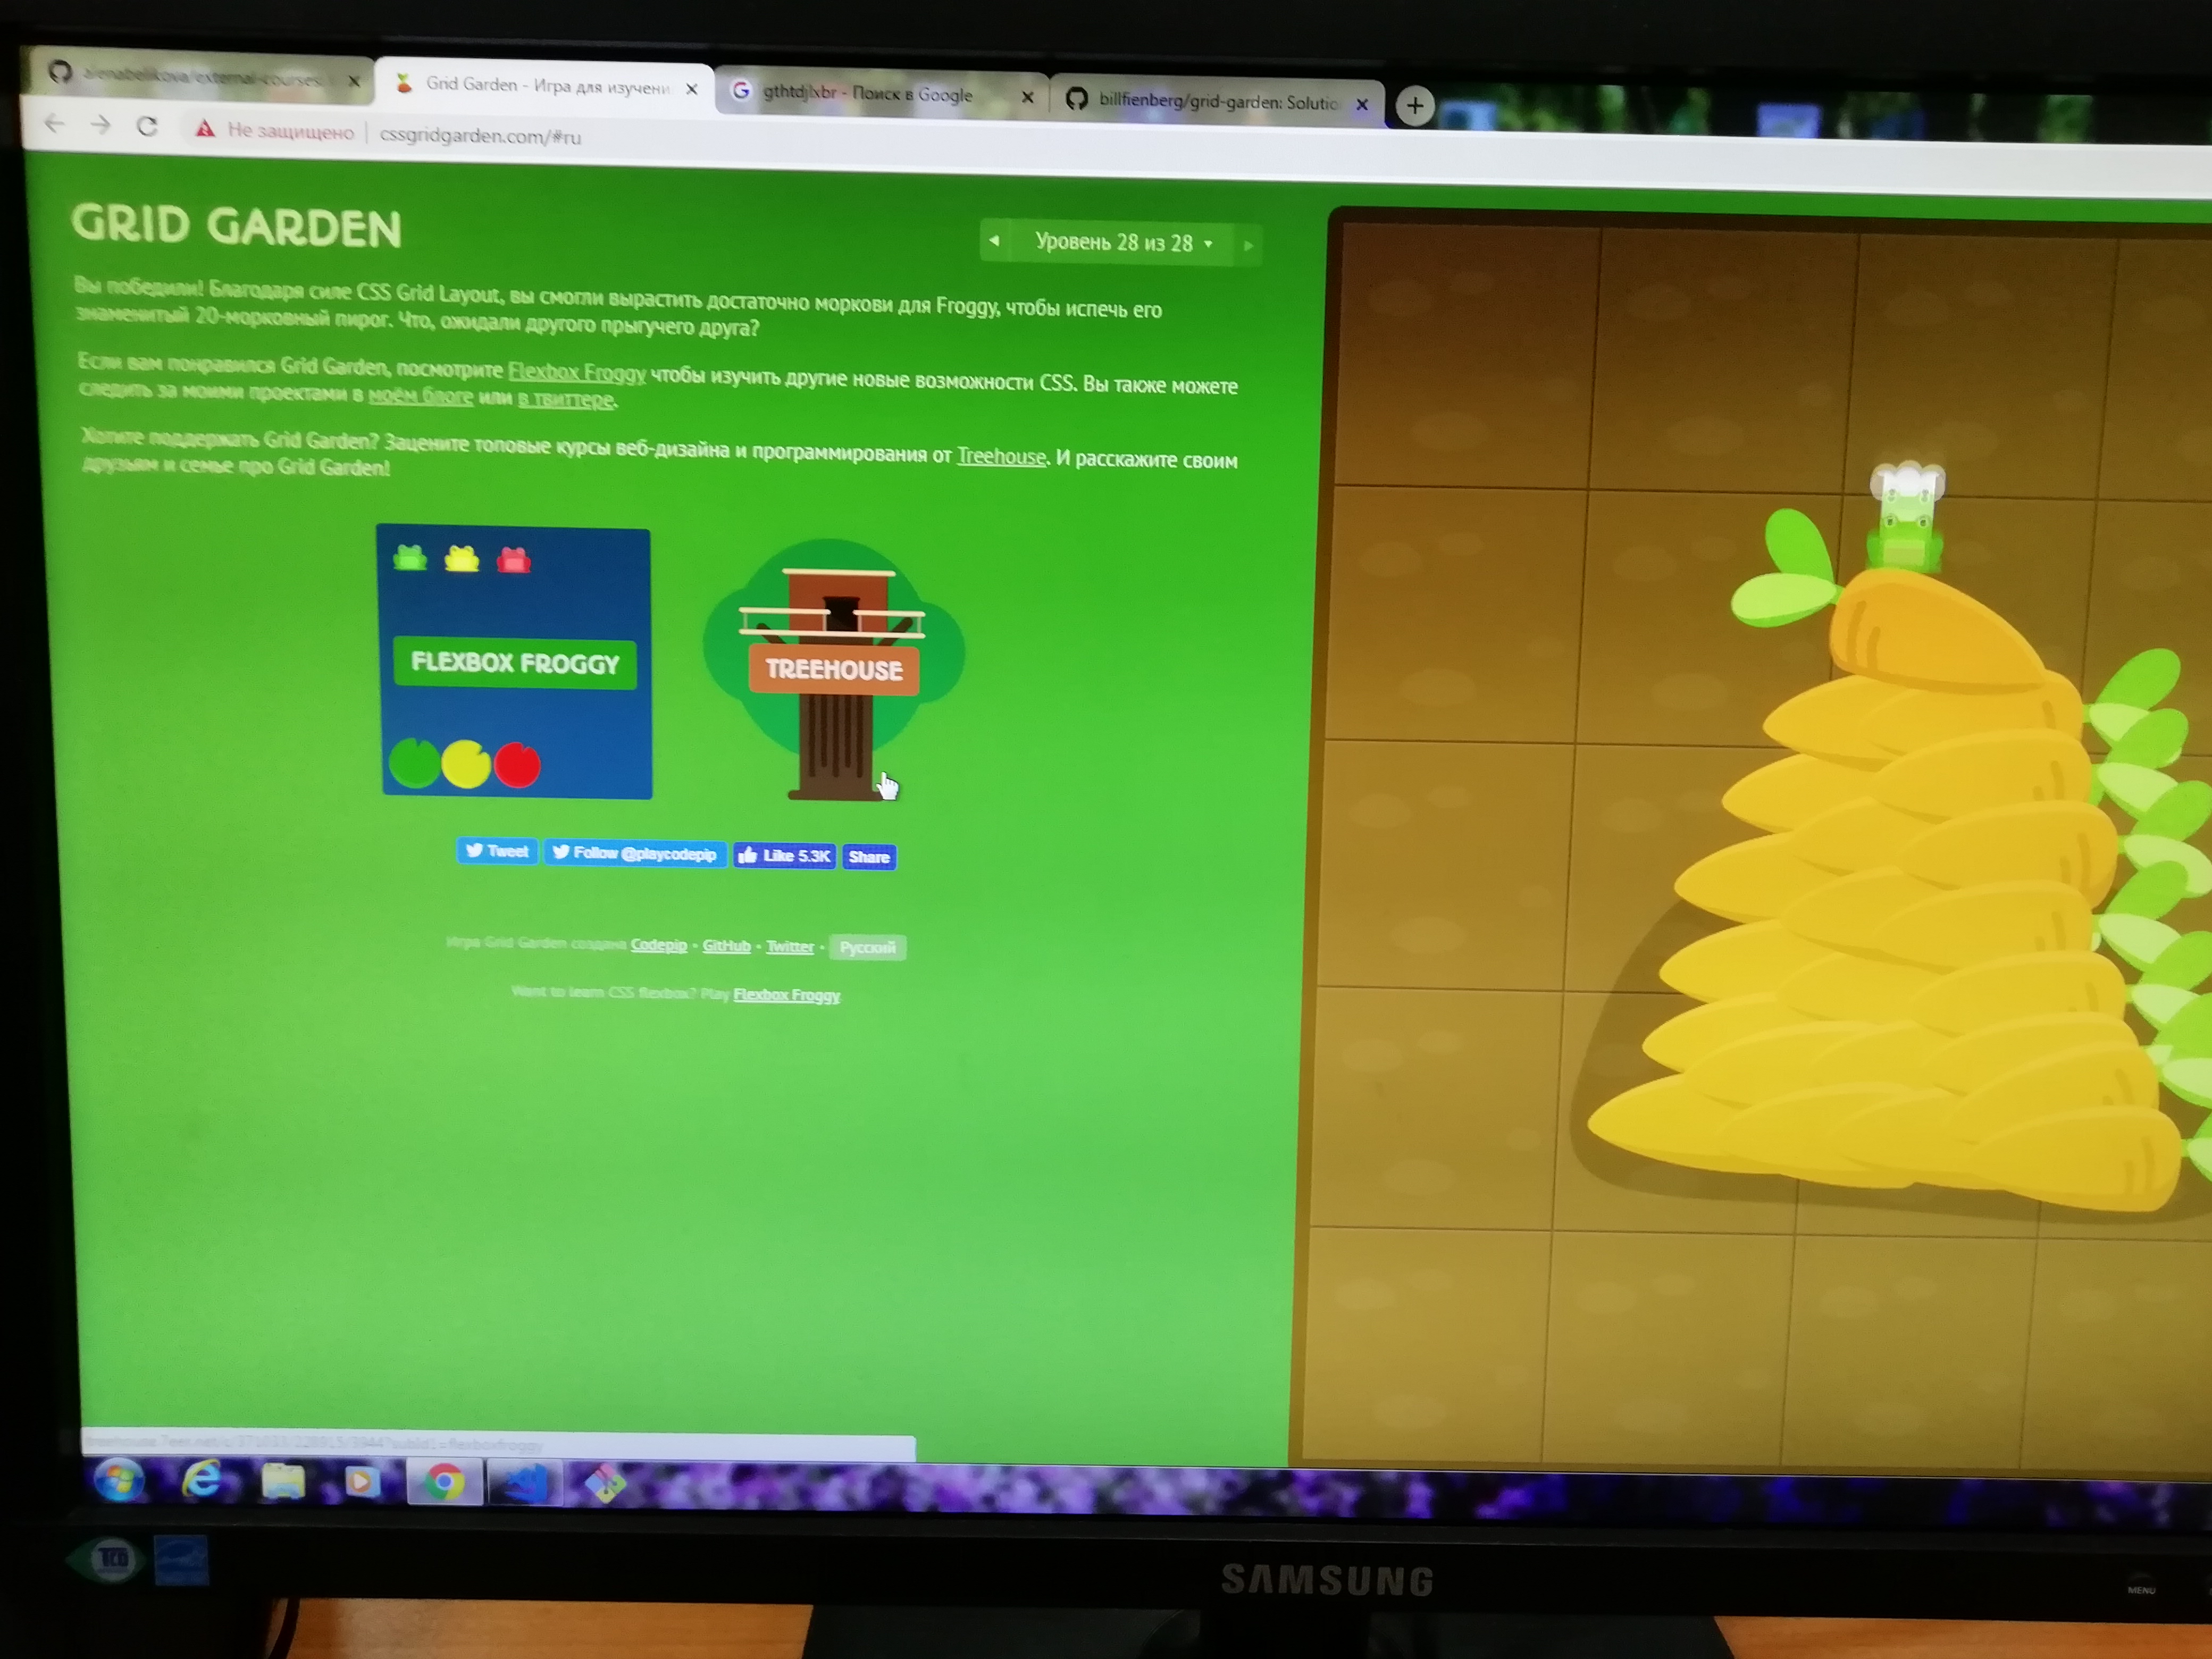 alenabelikova/external-courses:
Grid Garden - Игра для изучени
gthtdjlxbr - Поиск в Google
billfienberg/grid-garden: Solutio
Не защищено
cssgridgarden.com/#ru
GRID GARDEN
Уровень 28 из 28
Вы победили! Благодаря силе CSS Grid Layout, вы смогли вырастить достаточно моркови для Froggy, чтобы испечь его
знаменитый 20-морковный пирог. Что, ожидали другого прыгучего друга?
Если вам понравился Grid Garden, посмотрите Flexbox Froggy чтобы изучить другие новые возможности CSS. Вы также можете
следить за моими проектами в моём блоге или в твиттере.
Хотите поддержать Grid Garden? Зацените топовые курсы веб-дизайна и программирования от Treehouse. И расскажите своим
друзьям и семье про Grid Garden!
FLEXBOX FROGGY
TREEHOUSE
Tweet
Follow @playcodepip
Like 5.3K
Share
Игра Grid Garden создана Codepip • GitHub • Twitter • Русский
Want to learn CSS flexbox? Play Flexbox Froggy
SAMSUNG
MENU